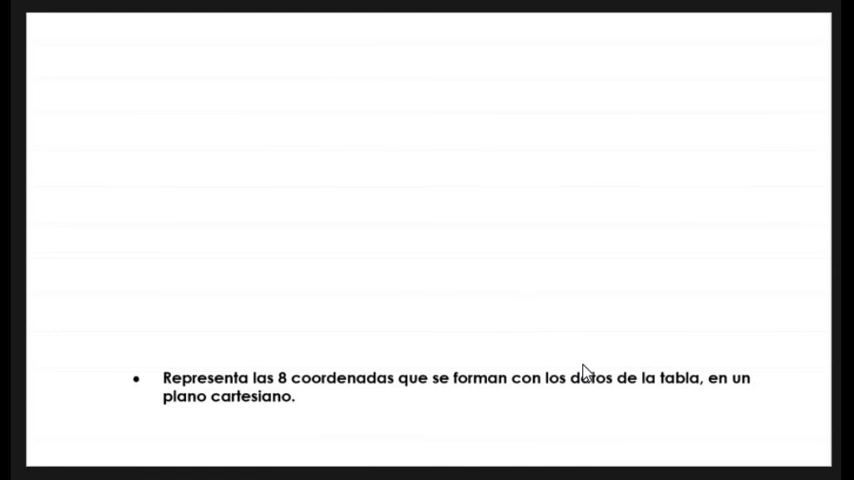 • Representa las 8 coordenadas que se forman con los datos de la tabla, en un
plano cartesiano.